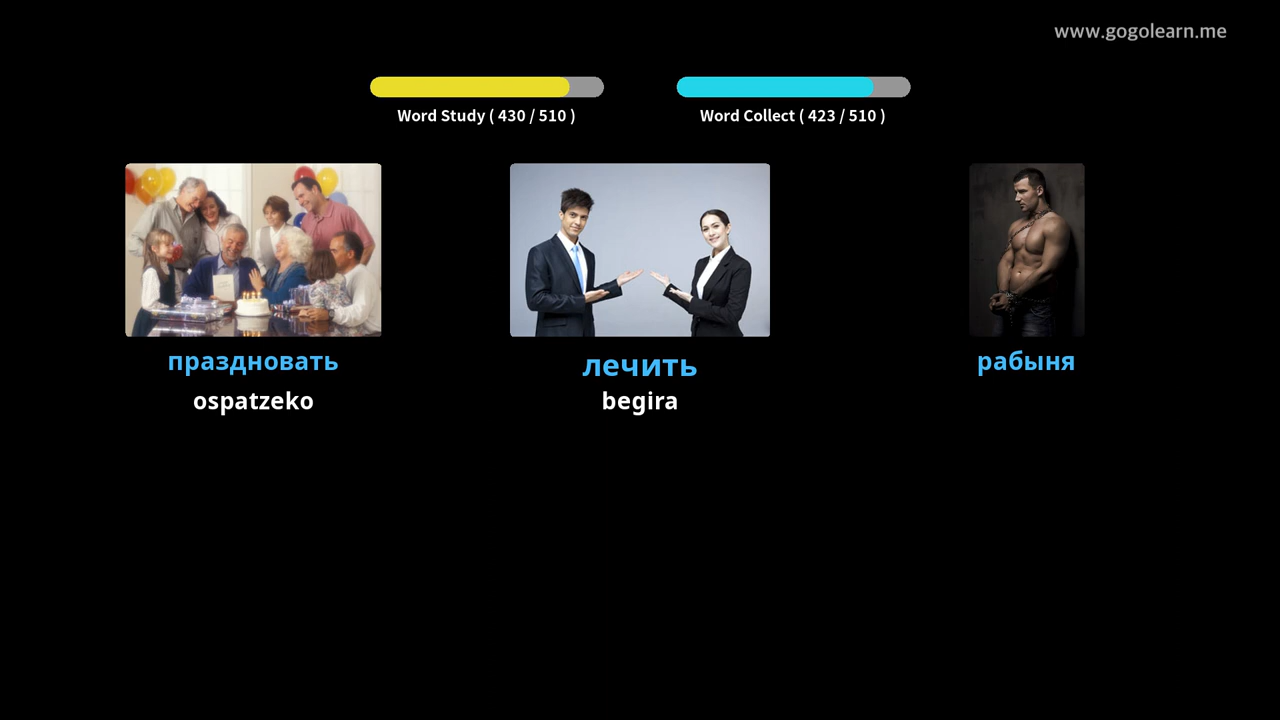 www.gogolearn.me
Word Study ( 430 / 510 )
Word Collect ( 423 / 510 )
праздновать
ospatzeko
лечить
begira
рабыня